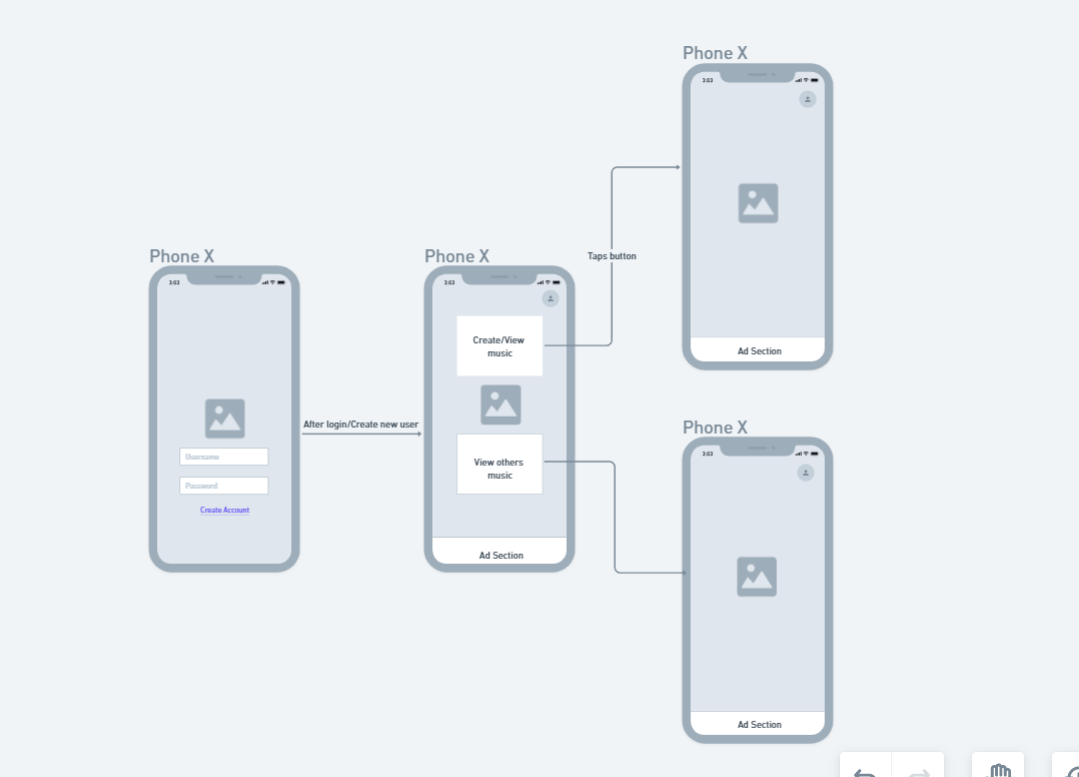 Phone X
3:03
Username
Password
Create Account
After login/Create new user
Phone X
3:03
Create/View
music
View others
music
Ad Section
Taps button
Phone X
3:03
Ad Section
Phone X
3:03
Ad Section